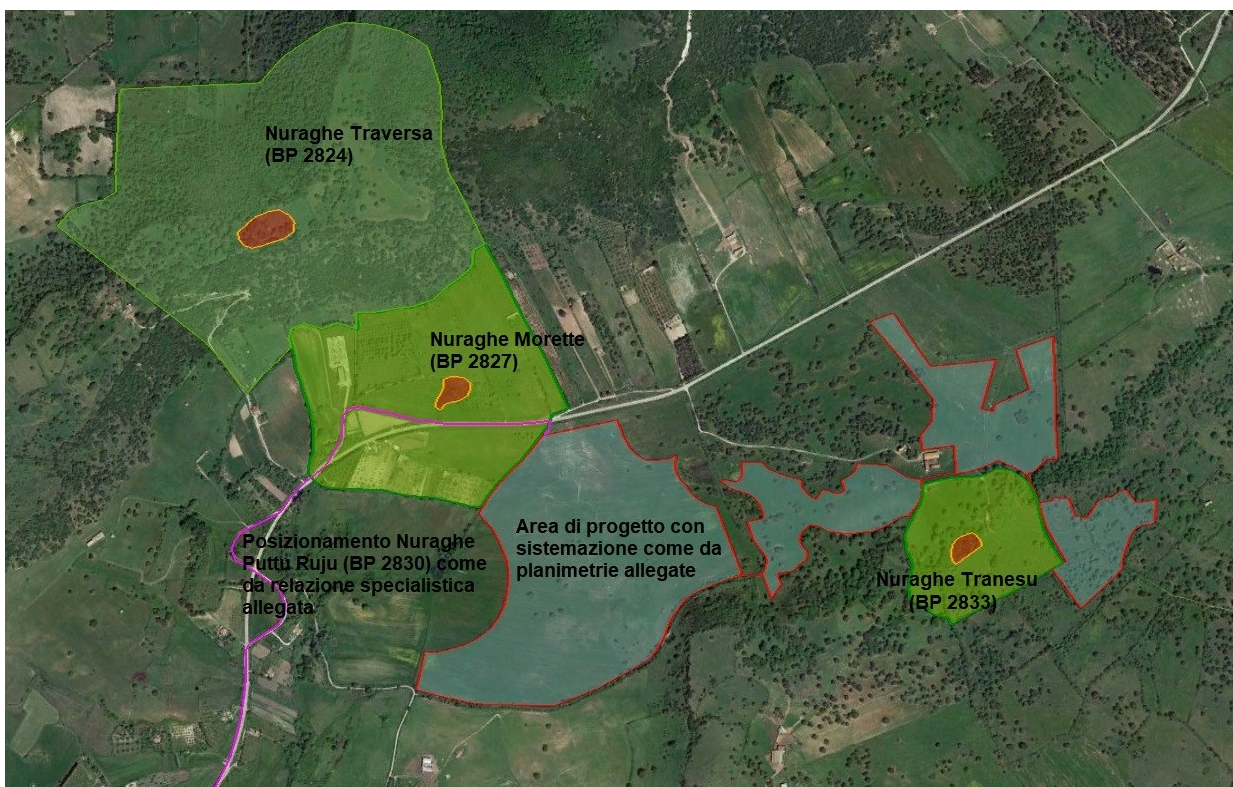 Nuraghe Traversa
(BP 2824)
Nuraghe Morette
(BP 2827)
Area di progetto con
sistemazione come da
planimetrie allegate
Posizionamento Nuraghe
Puttu Ruju (BP 2830) come
da relazione specialistica
allegata
Nuraghe Tranesu
(BP 2833)